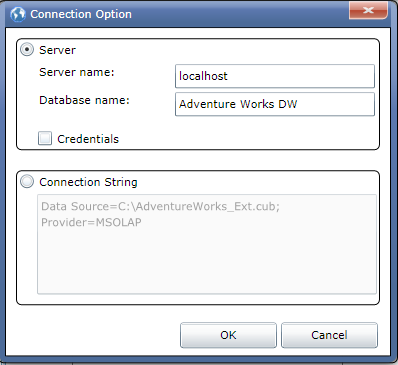 Connection Option
Server
Server name: localhost
Database name: Adventure Works DW
Credentials
Connection String
Data Source=C:\AdventureWorks_Ext.cub;
Provider=MSOLAP
OK Cancel